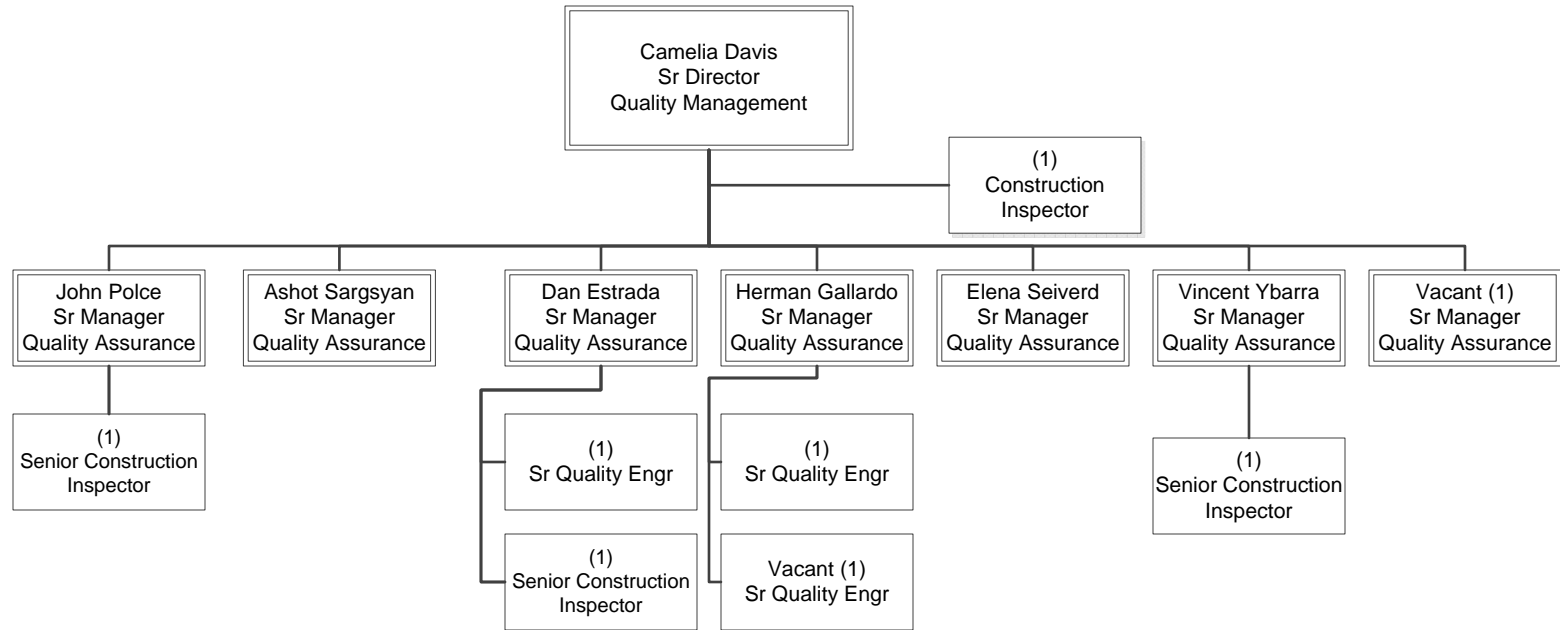 Camelia Davis
Sr Director
Quality Management
(1)
Construction
Inspector
John Polce
Sr Manager
Quality Assurance
Ashot Sargsyan
Sr Manager
Quality Assurance
Dan Estrada
Sr Manager
Quality Assurance
Herman Gallardo
Sr Manager
Quality Assurance
Elena Seiverd
Sr Manager
Quality Assurance
Vincent Ybarra
Sr Manager
Quality Assurance
Vacant (1)
Sr Manager
Quality Assurance
(1)
Senior Construction
Inspector
(1)
Sr Quality Engr
(1)
Senior Construction
Inspector
(1)
Sr Quality Engr
Vacant (1)
Sr Quality Engr
(1)
Senior Construction
Inspector